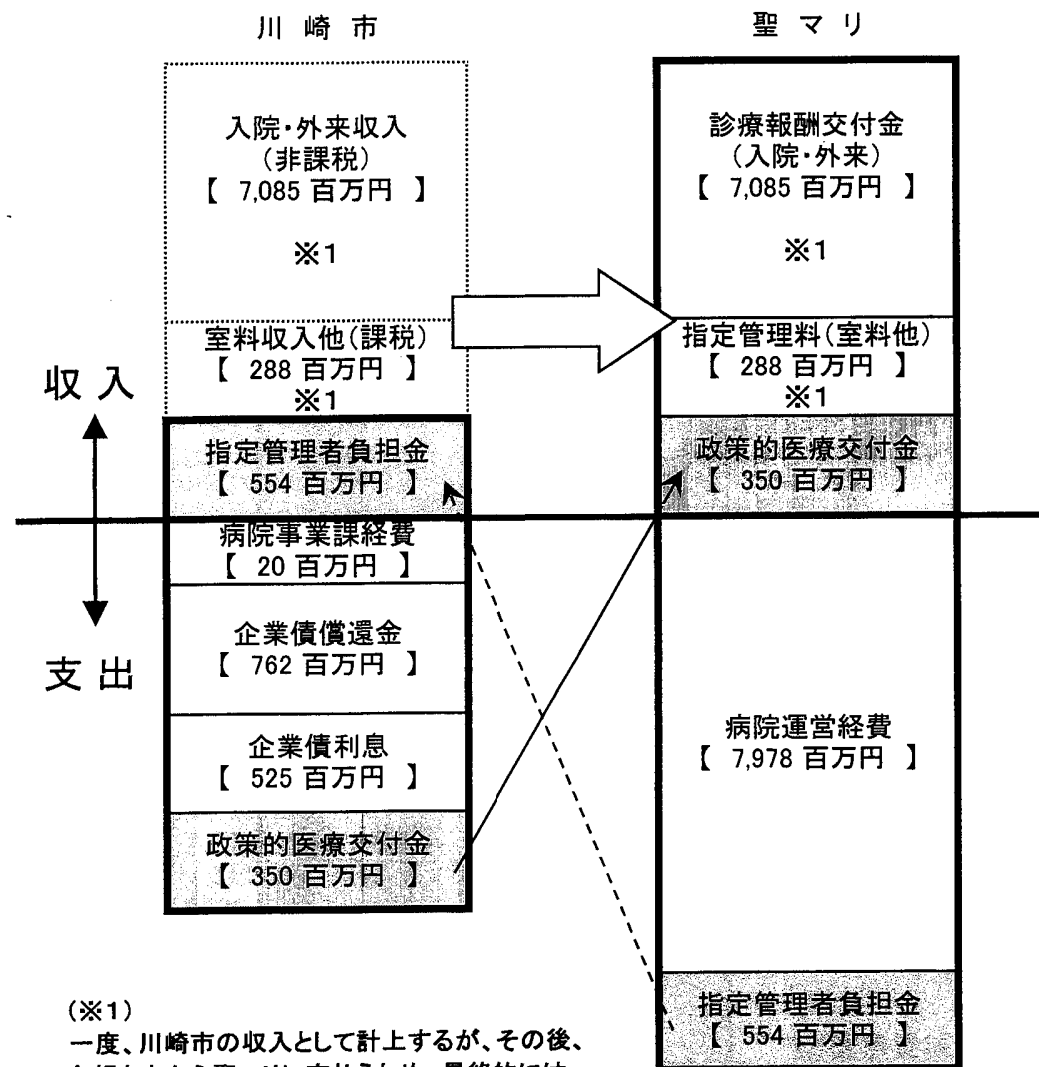 川 崎 市
聖 マ リ
入院・外来収入
(非課税)
【 7,085 百万円 】
※1
室料収入他(課税)
【 288 百万円 】
※1
指定管理者負担金
【 554 百万円 】
病院事業課経費
【 20 百万円 】
企業債償還金
【 762 百万円 】
企業債利息
【 525 百万円 】
政策的医療交付金
【 350 百万円 】
収 入
支 出
診療報酬交付金
(入院・外来)
【 7,085 百万円 】
※1
指定管理料(室料他)
【 288 百万円 】
※1
政策的医療交付金
【 350 百万円 】
病院運営経費
【 7,978 百万円 】
指定管理者負担金
【 554 百万円 】
(※1)
一度、川崎市の収入として計上するが、その後、